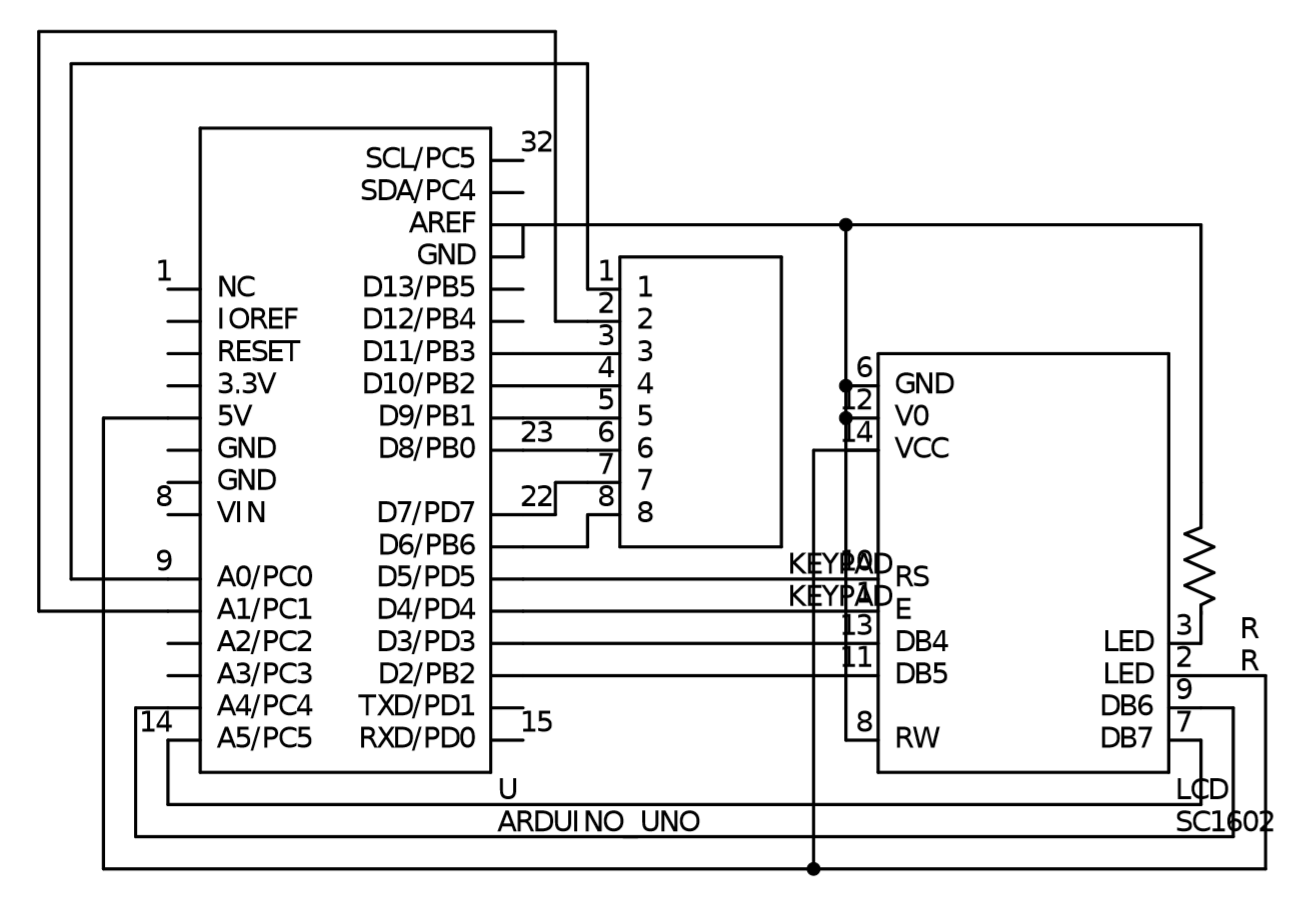 32
SCL/PC5
SDA/PC4
AREF
GND
1
NC
D13/PB5
IOREF
D12/PB4
RESET
D11/PB3
3.3V
D10/PB2
5V
D9/PB1
GND
D8/PB0
23
GND
8
VIN
D7/PD7
22
D6/PB6
9
A0/PC0
D5/PD5
A1/PC1
D4/PD4
A2/PC2
D3/PD3
A3/PC3
D2/PB2
A4/PC4
TXD/PD1
14
A5/PC5
RXD/PD0
15
U
ARDUINO_UNO
1
1
2
2
3
3
4
4
5
5
6
6
7
7
8
8
KEYPAD
KEYPAD
6
GND
12
V0
14
VCC
10
RS
1
E
13
DB4
11
DB5
8
RW
LED
3
LED
2
DB6
9
DB7
7
R
R
LCD
SC1602